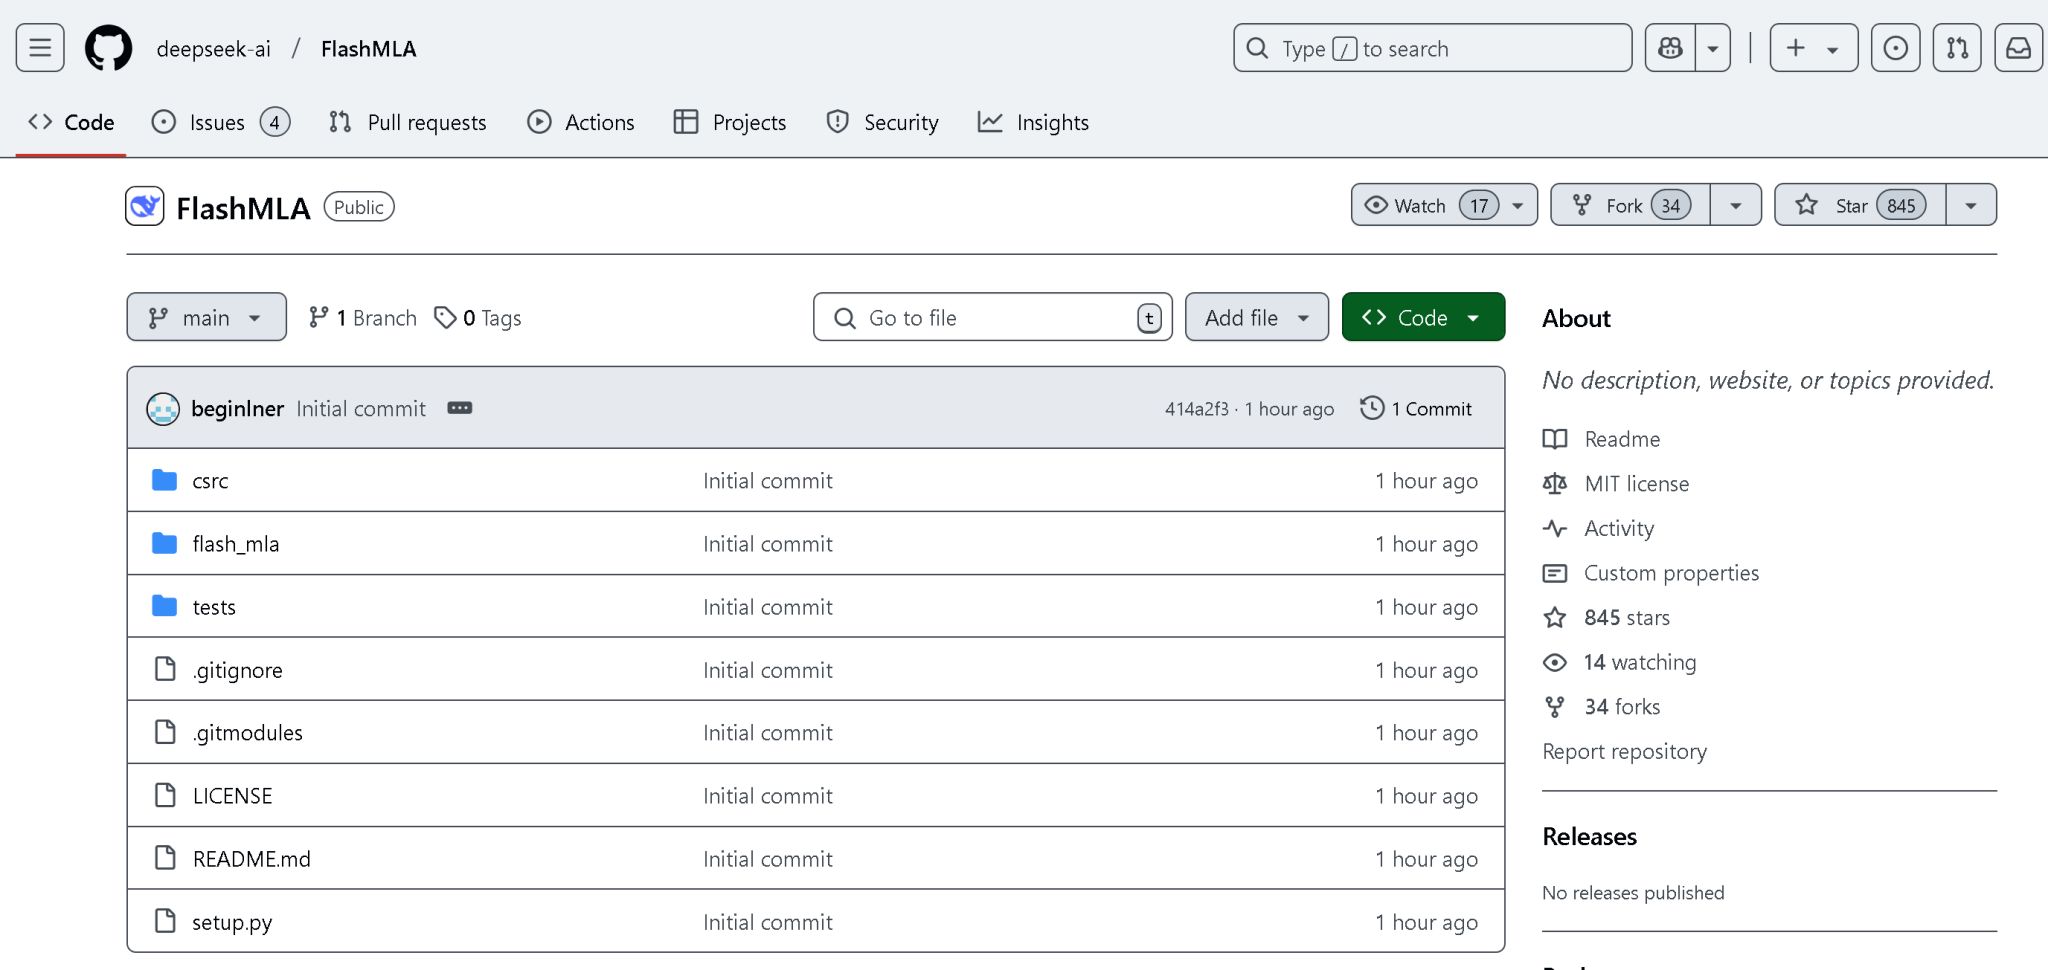 deepseek-ai / FlashMLA
Type / to search
Code Issues 4 Pull requests Actions Projects Security Insights
FlashMLA Public
Watch 17 Fork 34 Star 845
main 1 Branch 0 Tags
Go to file t Add file Code
beginlner Initial commit 414a2f3 · 1 hour ago 1 Commit
csrc Initial commit 1 hour ago
flash_mla Initial commit 1 hour ago
tests Initial commit 1 hour ago
.gitignore Initial commit 1 hour ago
.gitmodules Initial commit 1 hour ago
LICENSE Initial commit 1 hour ago
README.md Initial commit 1 hour ago
setup.py Initial commit 1 hour ago
About
No description, website, or topics provided.
Readme
MIT license
Activity
Custom properties
845 stars
14 watching
34 forks
Report repository
Releases
No releases published